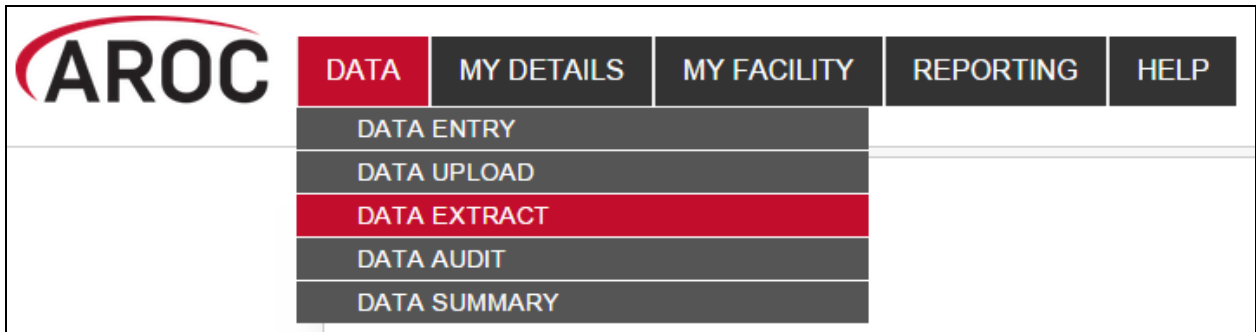 AROC DATA MY DETAILS MY FACILITY REPORTING HELP
DATA ENTRY
DATA UPLOAD
DATA EXTRACT
DATA AUDIT
DATA SUMMARY